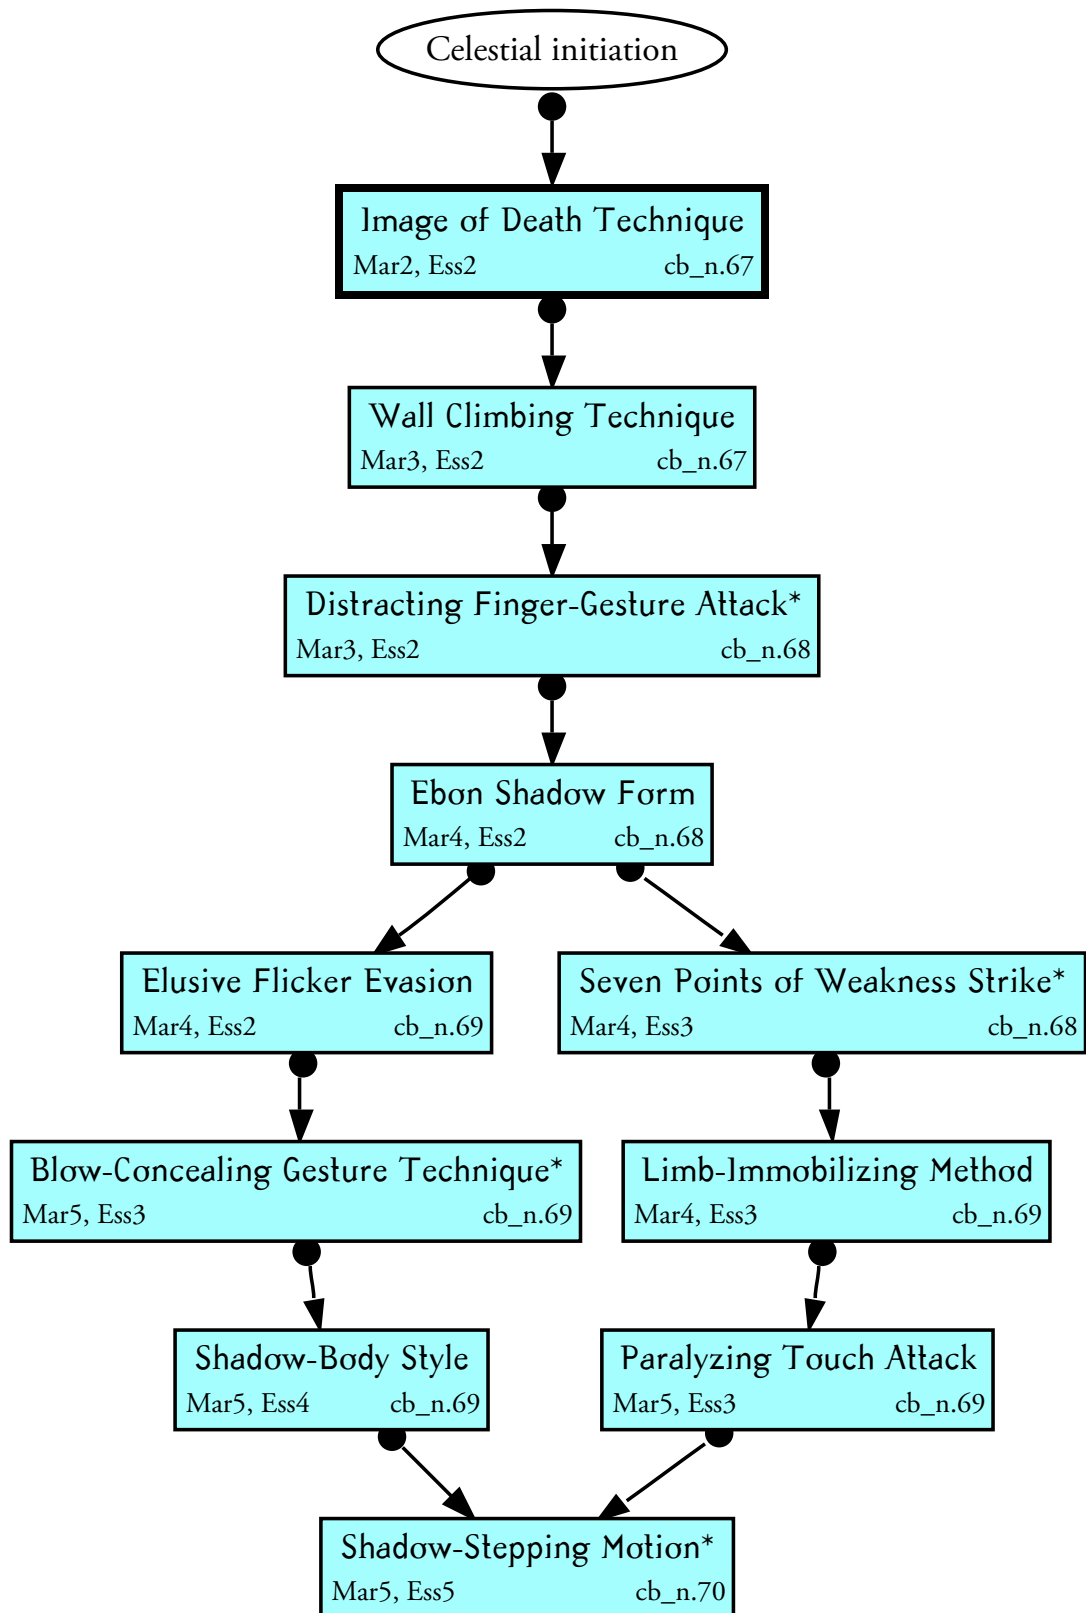 Celestial initiation
Image of Death Technique
Mar2, Ess2 cb_n.67
Wall Climbing Technique
Mar3, Ess2 cb_n.67
Distracting Finger-Gesture Attack*
Mar3, Ess2 cb_n.68
Ebon Shadow Form
Mar4, Ess2 cb_n.68
Elusive Flicker Evasion
Mar4, Ess2 cb_n.69
Seven Points of Weakness Strike*
Mar4, Ess3 cb_n.68
Blow-Concealing Gesture Technique*
Mar5, Ess3 cb_n.69
Limb-Immobilizing Method
Mar4, Ess3 cb_n.69
Shadow-Body Style
Mar5, Ess4 cb_n.69
Paralyzing Touch Attack
Mar5, Ess3 cb_n.69
Shadow-Stepping Motion*
Mar5, Ess5 cb_n.70